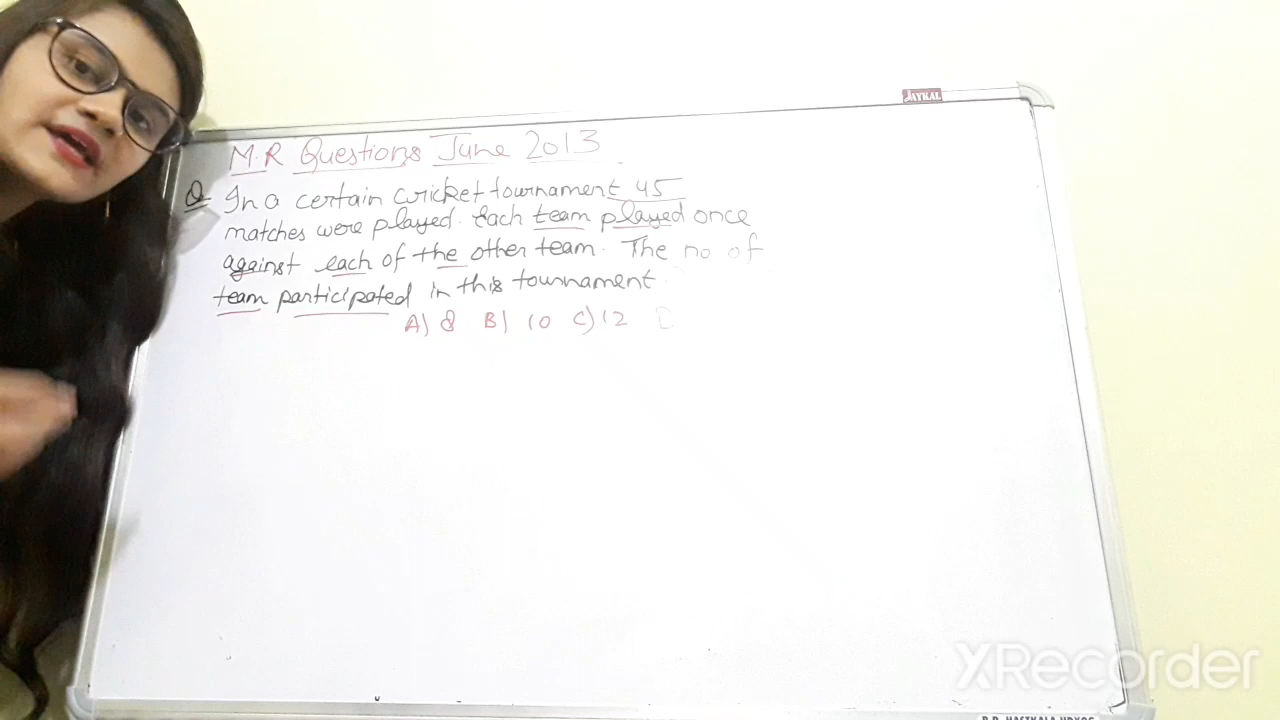 JAYKAL
M.R Questions June 2013
Q In a certain cricket tournament 45
matches were played. Each team played once
against each of the other team. The no of
team participated in this tournament.
A) 8 B) 10 C) 12 D
XRecorder